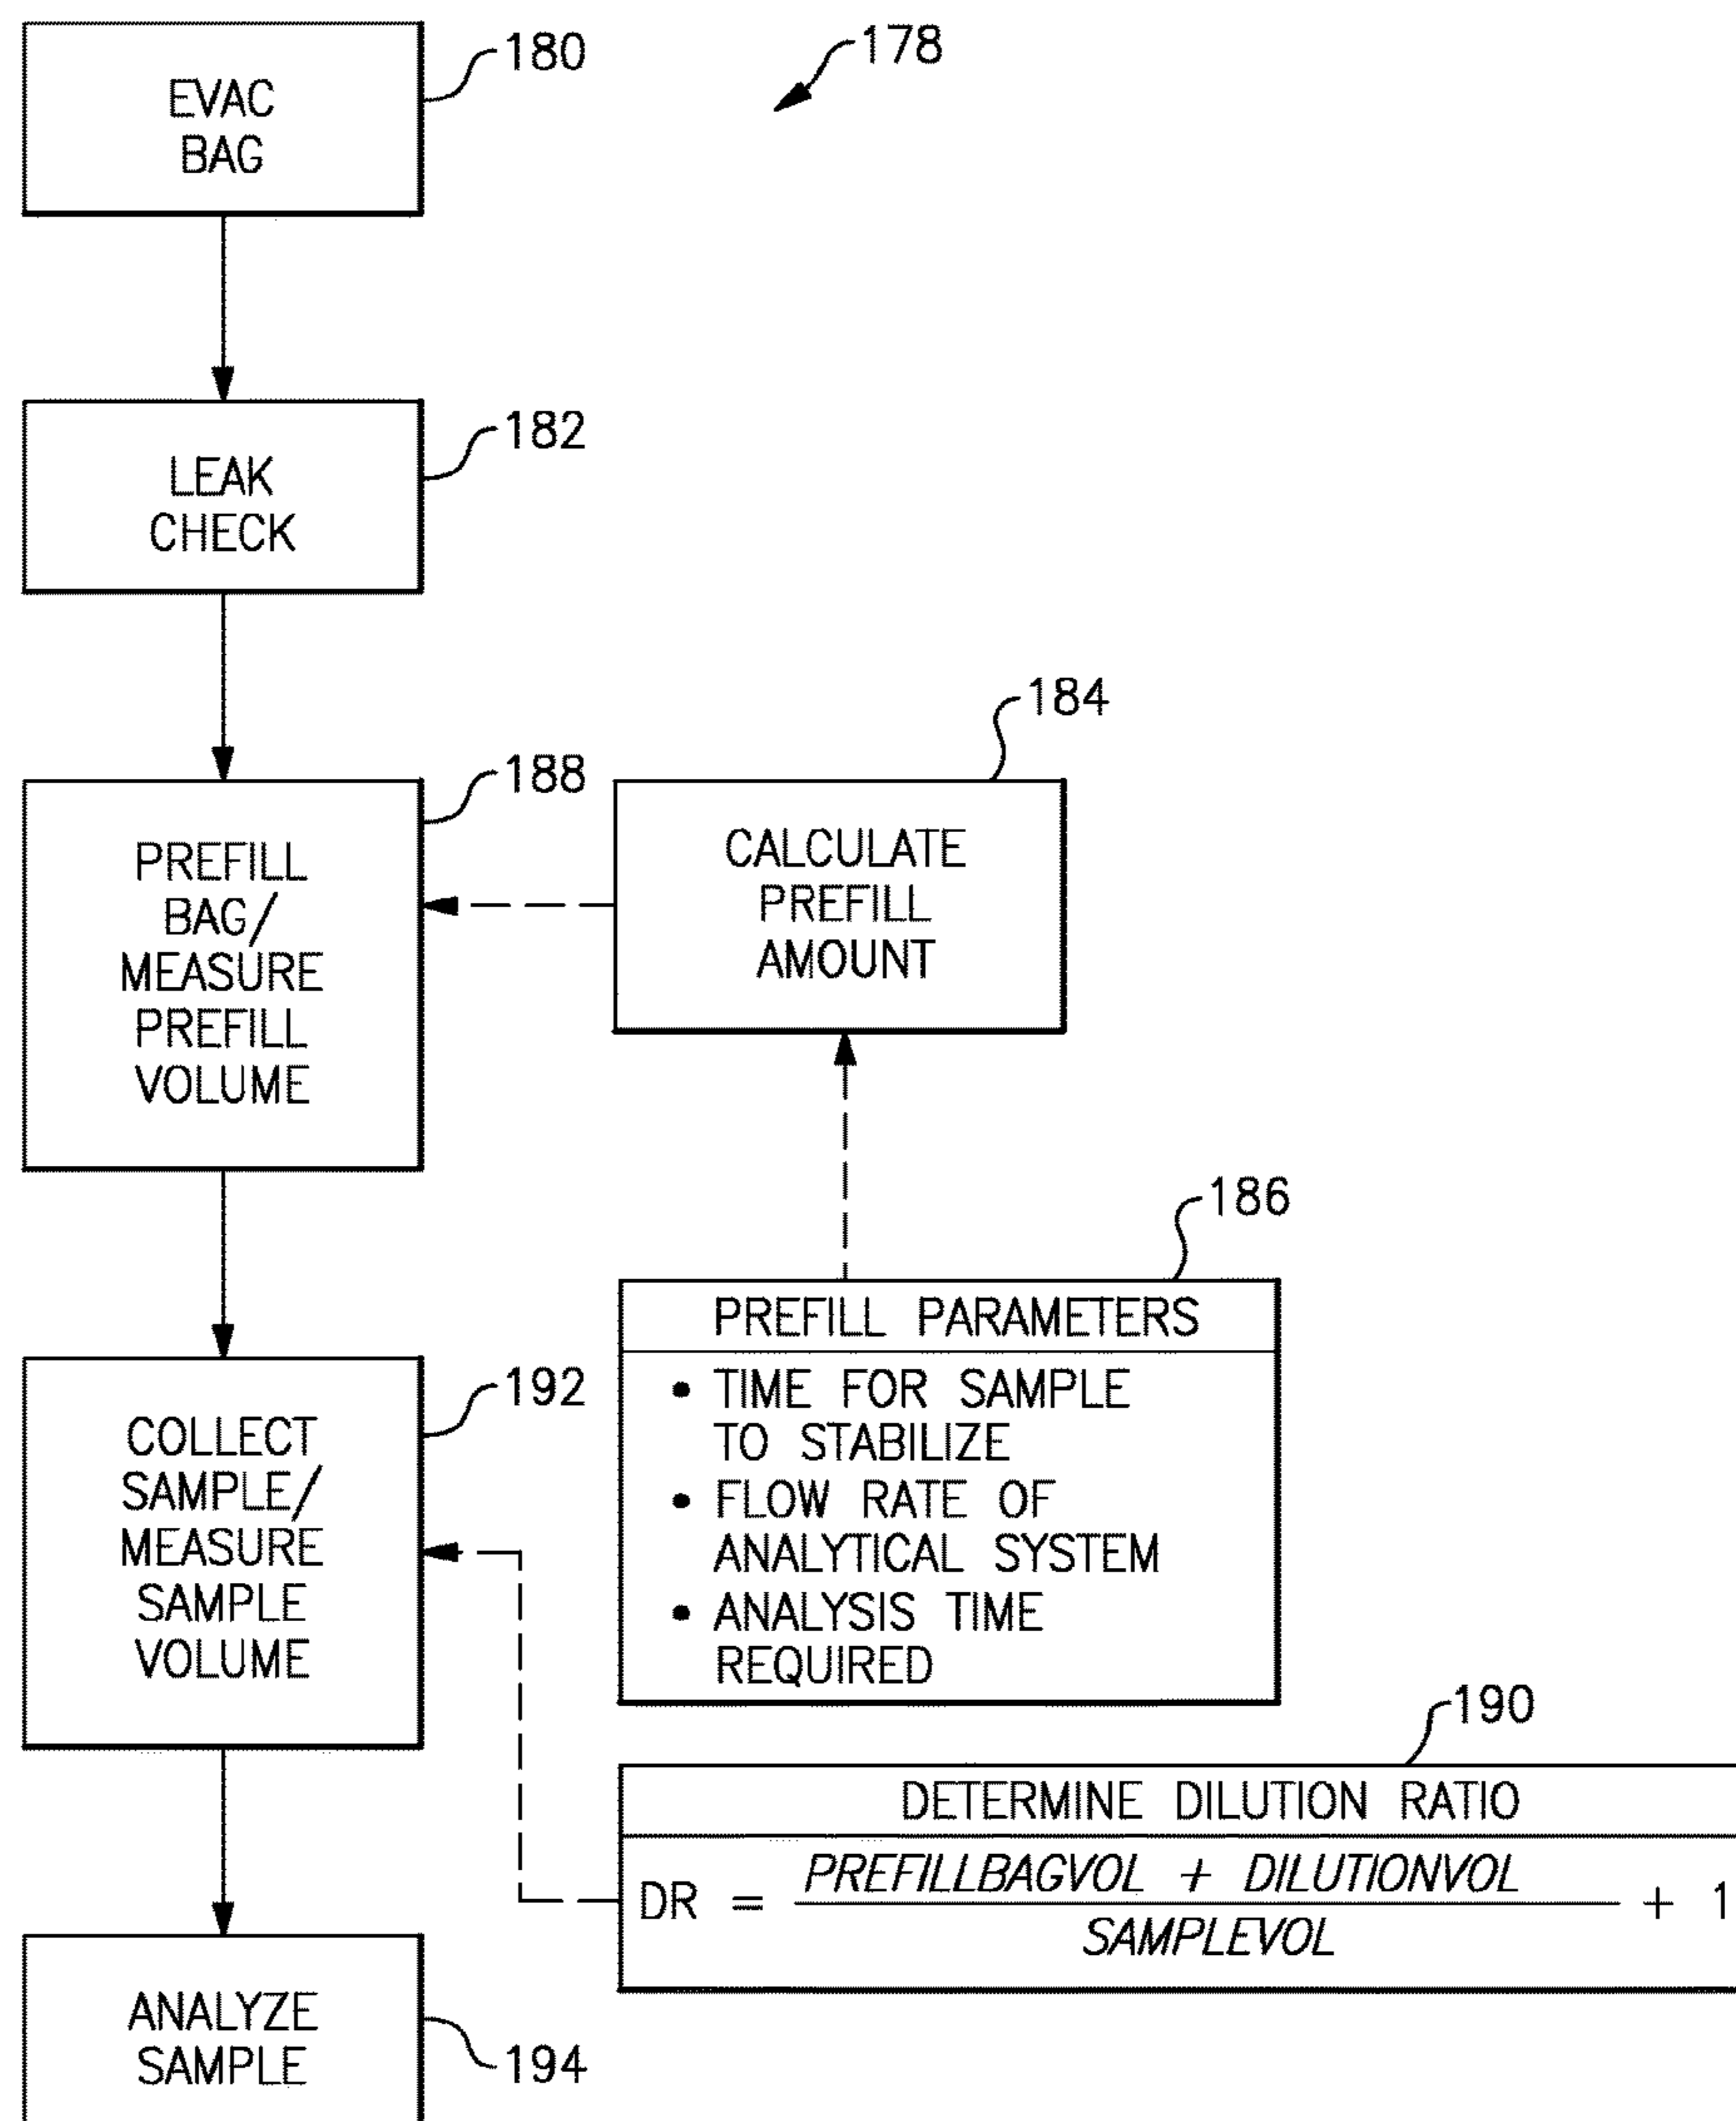 180
178
EVAC
BAG
182
LEAK
CHECK
184
188
PREFILL
BAG/
MEASURE
PREFILL
VOLUME
CALCULATE
PREFILL
AMOUNT
186
PREFILL PARAMETERS
• TIME FOR SAMPLE
TO STABILIZE
• FLOW RATE OF
ANALYTICAL SYSTEM
• ANALYSIS TIME
REQUIRED
192
COLLECT
SAMPLE/
MEASURE
SAMPLE
VOLUME
190
DETERMINE DILUTION RATIO
DR = PREFILLBAGVOL + DILUTIONVOL
SAMPLEVOL
+ 1
ANALYZE
SAMPLE
194